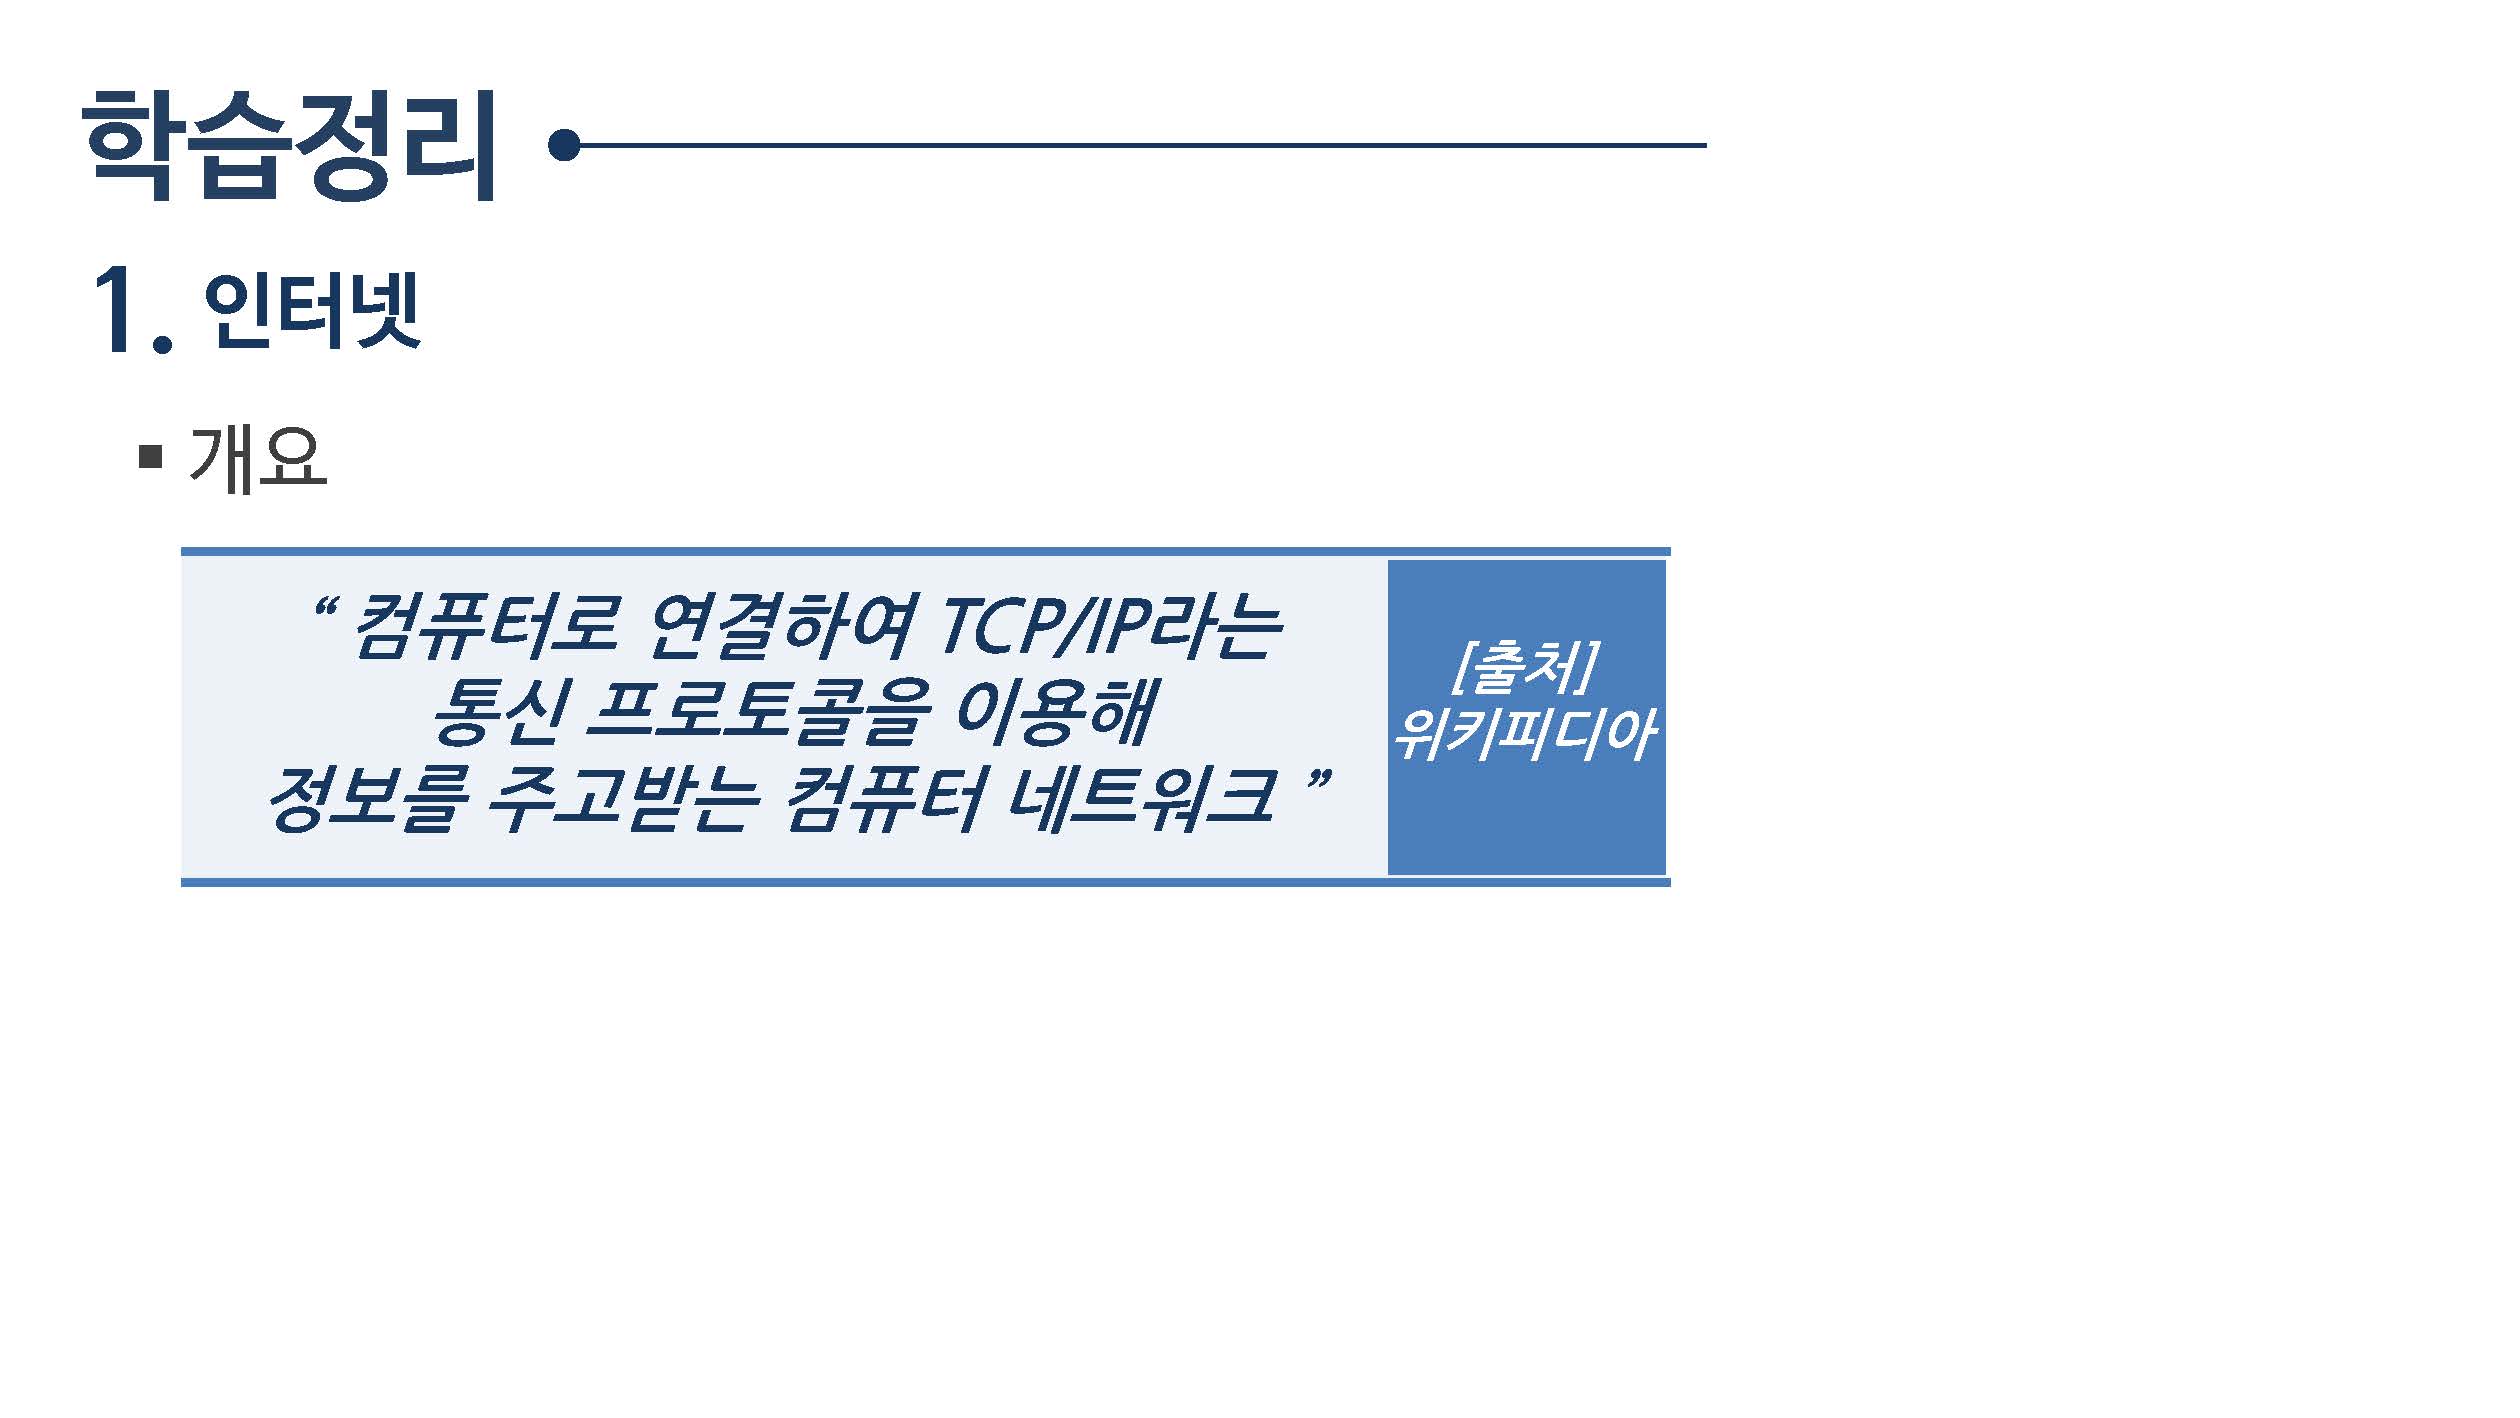 학습정리
1. 인터넷
▪ 개요
“ 컴퓨터로 연결하여 TCP/IP라는
통신 프로토콜을 이용해
정보를 주고받는 컴퓨터 네트워크 ”
[출처]
위키피디아